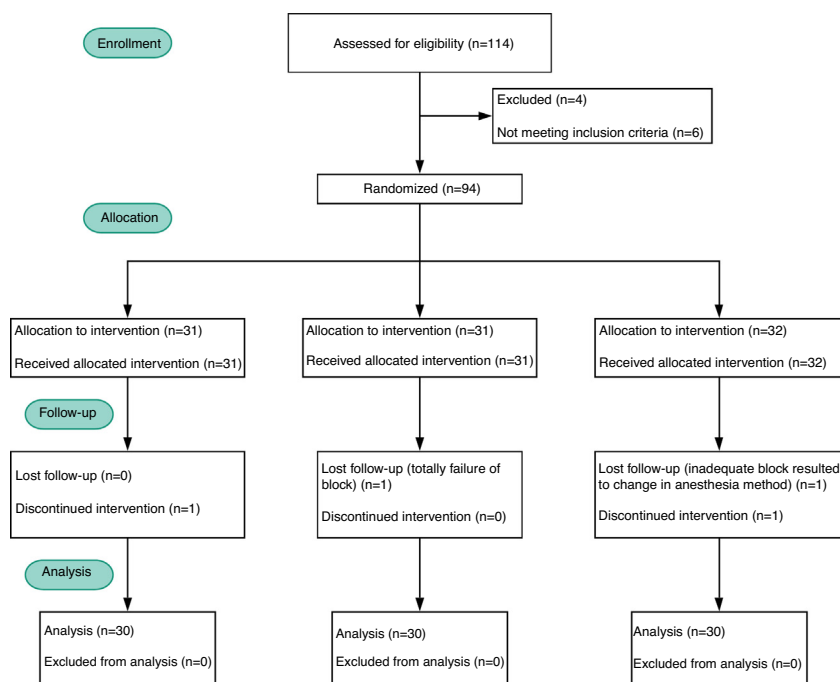 Enrollment
Assessed for eligibility (n=114)
Excluded (n=4)
Not meeting inclusion criteria (n=6)
Randomized (n=94)
Allocation
Allocation to intervention (n=31)
Received allocated intervention (n=31)
Allocation to intervention (n=31)
Received allocated intervention (n=31)
Allocation to intervention (n=32)
Received allocated intervention (n=32)
Follow-up
Lost follow-up (n=0)
Discontinued intervention (n=1)
Lost follow-up (totally failure of
block) (n=1)
Discontinued intervention (n=0)
Lost follow-up (inadequate block resulted
to change in anesthesia method) (n=1)
Discontinued intervention (n=1)
Analysis
Analysis (n=30)
Excluded from analysis (n=0)
Analysis (n=30)
Excluded from analysis (n=0)
Analysis (n=30)
Excluded from analysis (n=0)